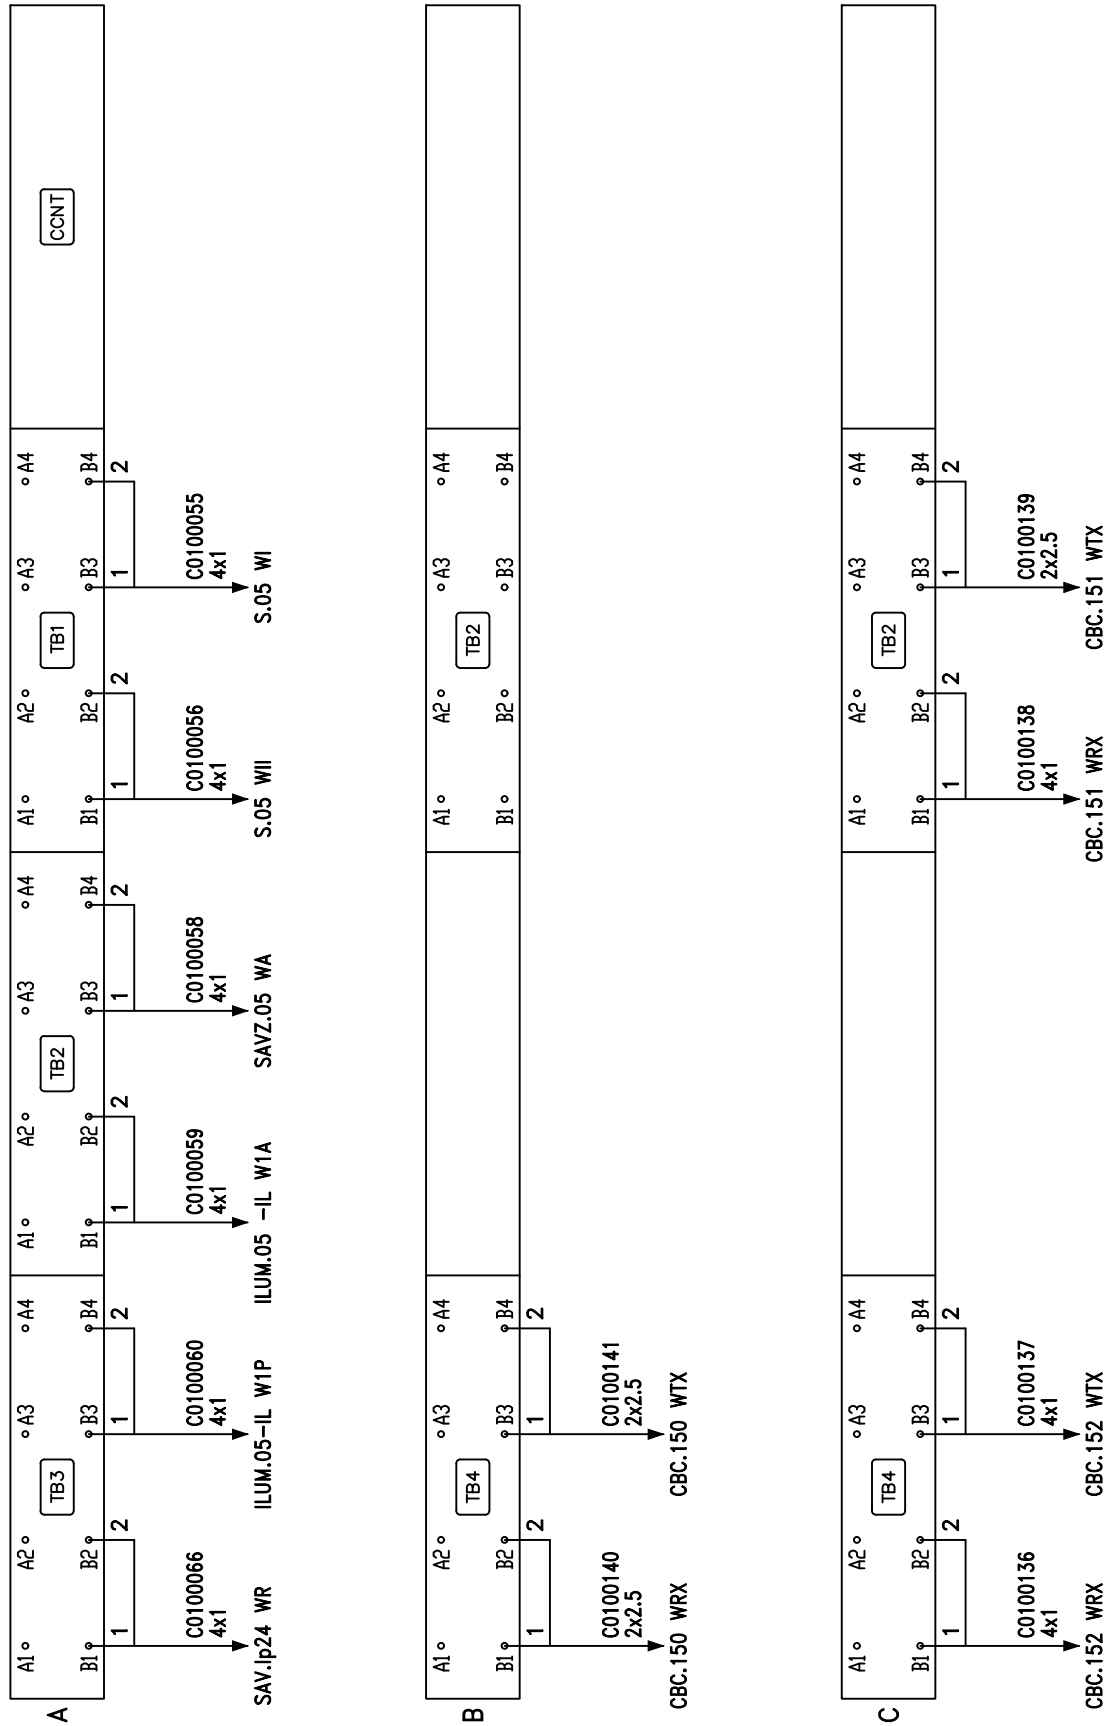 A
TB3
A1
A2
A3
A4
B1
B2
B3
B4
1
2
1
2
C0100066
4x1
SAV.Ip24 WR
C0100060
4x1
ILUM.05-IL W1P
TB2
A1
A2
A3
A4
B1
B2
B3
B4
1
2
1
2
C0100059
4x1
ILUM.05 -IL W1A
C0100058
4x1
SAVZ.05 WA
TB1
A1
A2
A3
A4
B1
B2
B3
B4
1
2
1
2
C0100056
4x1
S.05 WII
C0100055
4x1
S.05 WI
CCNT
B
TB4
A1
A2
A3
A4
B1
B2
B3
B4
1
2
1
2
C0100140
2x2.5
CBC.150 WRX
C0100141
2x2.5
CBC.150 WTX
TB2
A1
A2
A3
A4
B1
B2
B3
B4
C
TB4
A1
A2
A3
A4
B1
B2
B3
B4
1
2
1
2
C0100136
4x1
CBC.152 WRX
C0100137
4x1
CBC.152 WTX
TB2
A1
A2
A3
A4
B1
B2
B3
B4
1
2
1
2
C0100138
4x1
CBC.151 WRX
C0100139
2x2.5
CBC.151 WTX